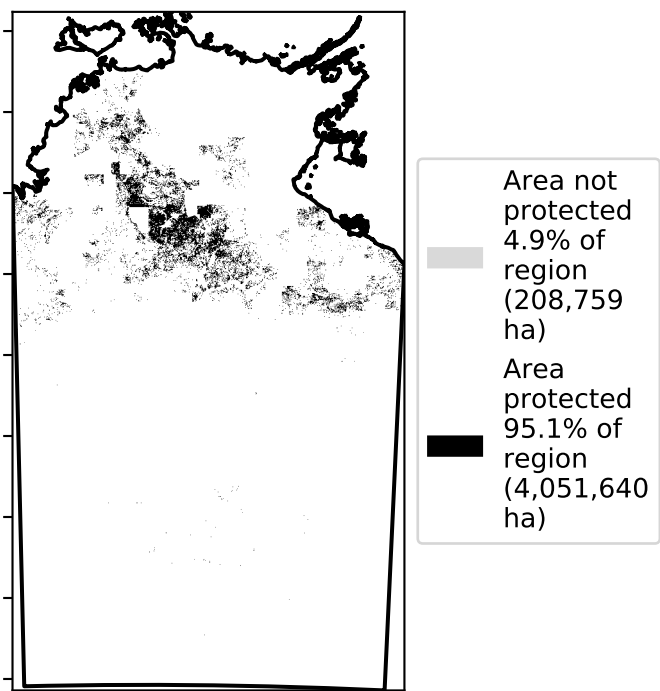 Area not
protected
4.9% of
region
(208,759
ha)
Area
protected
95.1% of
region
(4,051,640
ha)